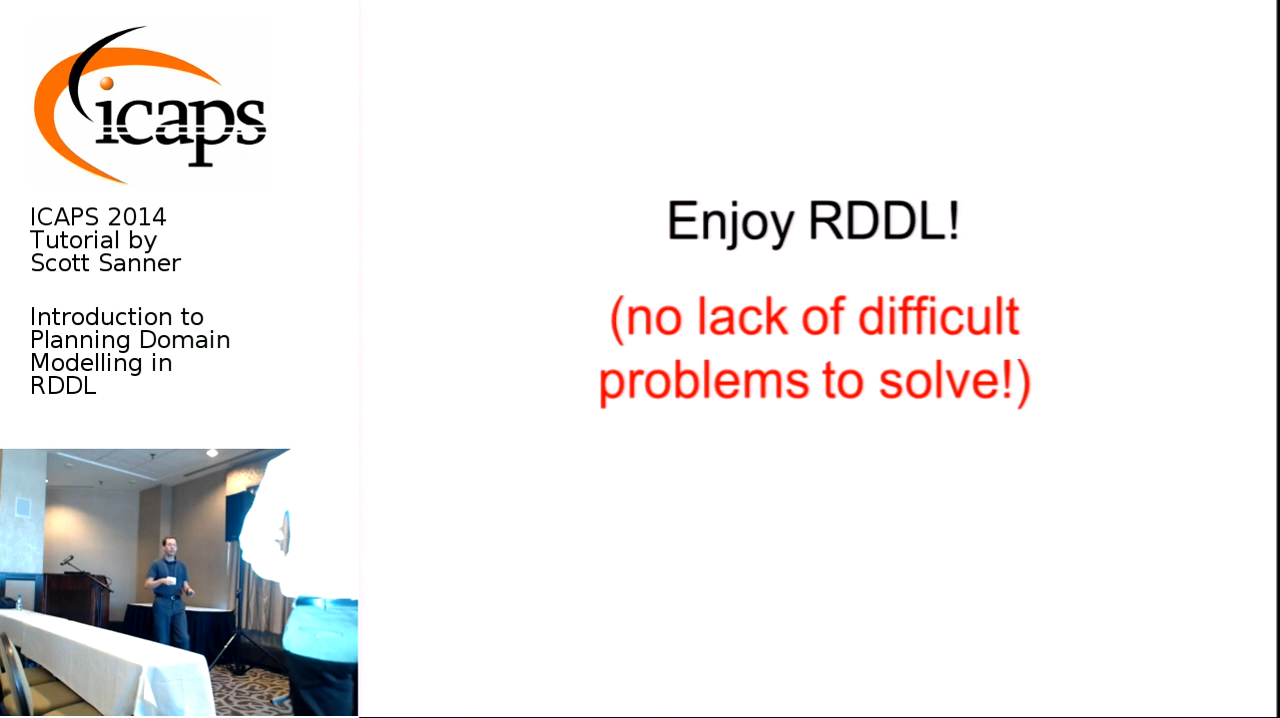 icaps
ICAPS 2014
Tutorial by
Scott Sanner
Introduction to
Planning Domain
Modelling in
RDDL
Enjoy RDDL!
(no lack of difficult
problems to solve!)